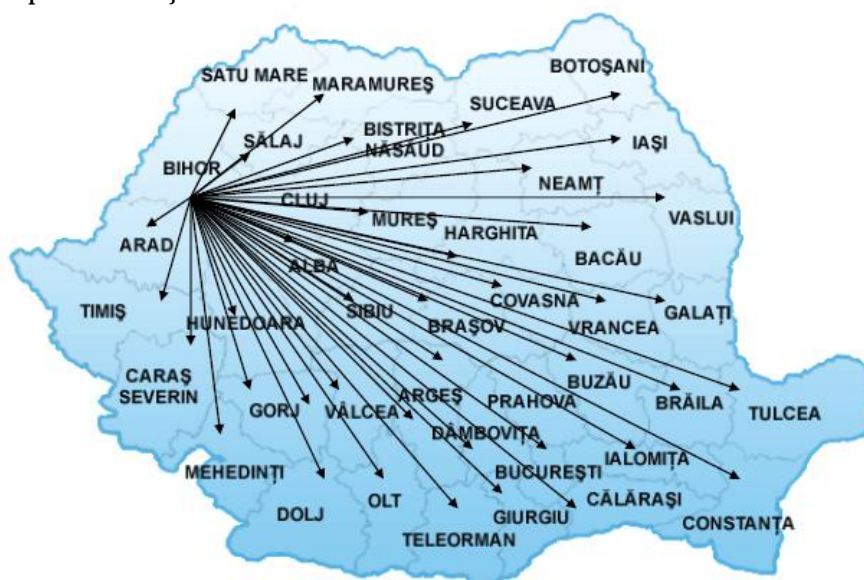 SATU MARE
MARAMUREŞ
BOTOŞANI
SUCEAVA
BISTRIŢA
NĂSAUD
SĂLAJ
IAŞI
BIHOR
NEAMŢ
CLUJ
MUREŞ
VASLUI
HARGHITA
ARAD
BACĂU
ALBA
TIMIŞ
HUNEDOARA
SIBIU
COVASNA
GALAŢI
BRAŞOV
VRANCEA
CARAŞ
SEVERIN
BUZĂU
ARGEŞ
PRAHOVA
BRĂILA
GORJ
VÂLCEA
TULCEA
DÂMBOVIŢA
IALOMIŢA
MEHEDINŢI
BUCUREŞTI
OLT
CĂLĂRAŞI
DOLJ
GIURGIU
CONSTANŢA
TELEORMAN